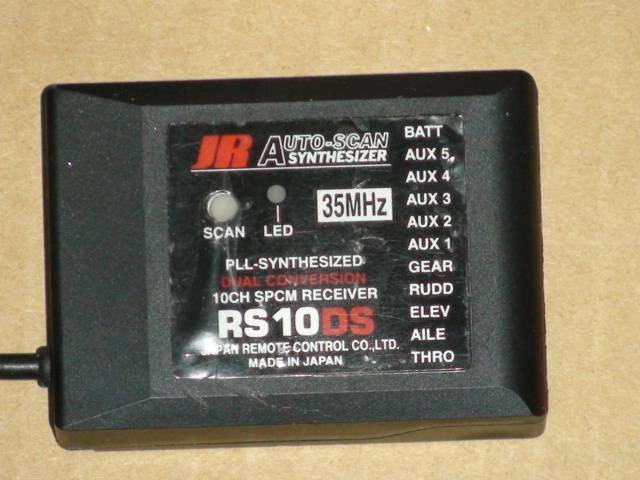 JR AUTO-SCAN
SYNTHESIZER
35MHz
SCAN LED
PLL-SYNTHESIZED
DUAL CONVERSION
10CH SPCM RECEIVER
RS10DS
JAPAN REMOTE CONTROL CO.,LTD.
MADE IN JAPAN
BATT
AUX 5
AUX 4
AUX 3
AUX 2
AUX 1
GEAR
RUDD
ELEV
AILE
THRO